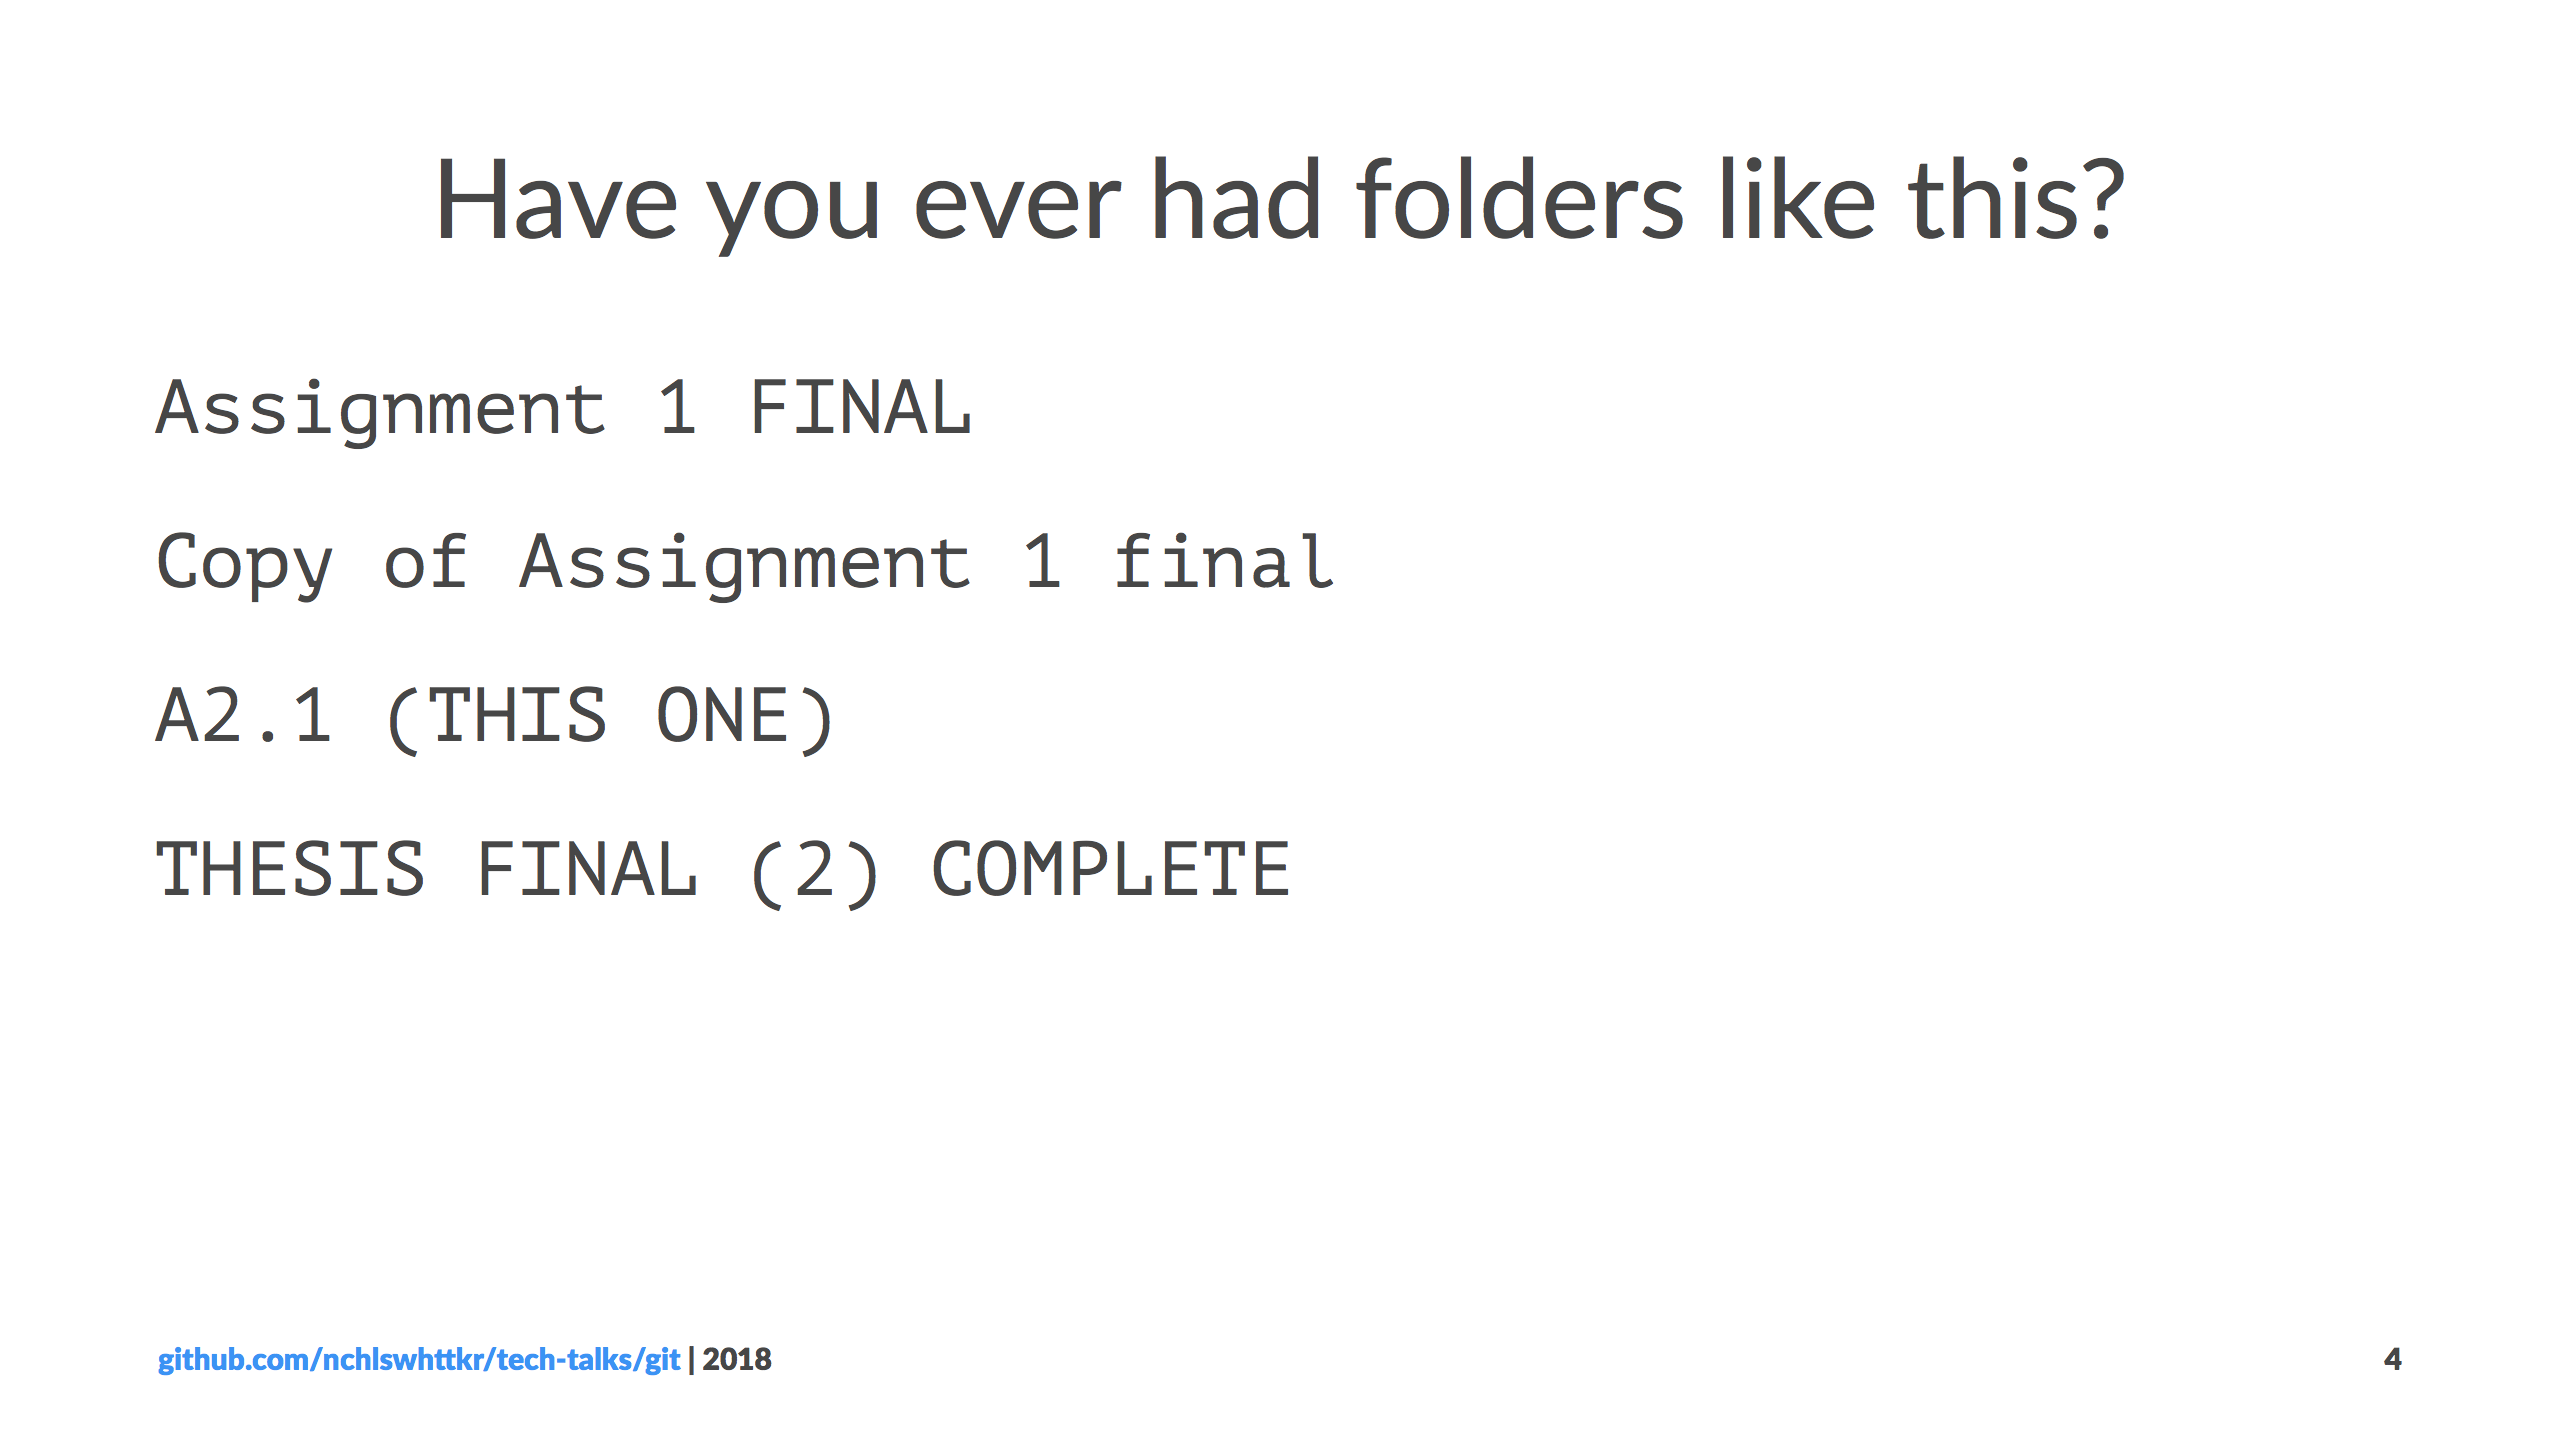 Have you ever had folders like this?
Assignment 1 FINAL
Copy of Assignment 1 final
A2.1 (THIS ONE)
THESIS FINAL (2) COMPLETE
github.com/nchlswhttkr/tech-talks/git | 2018
4